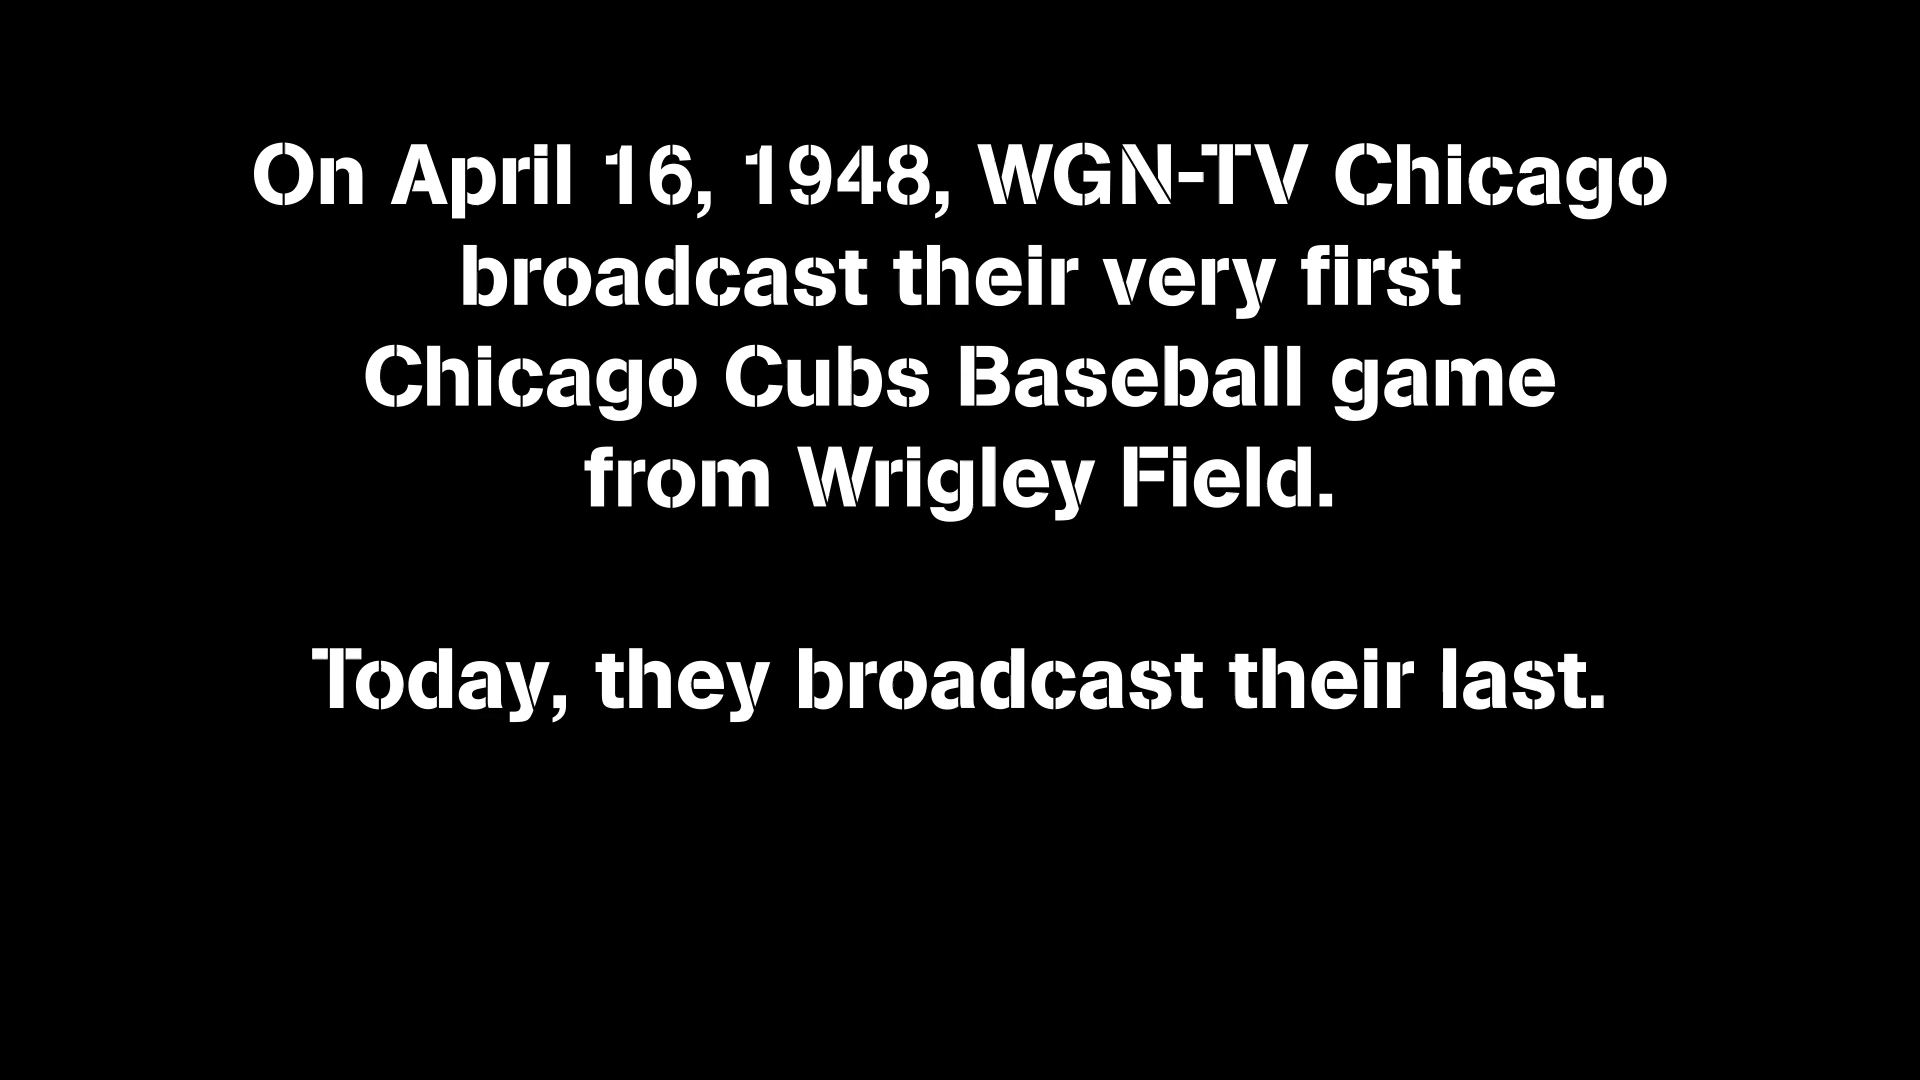 On April 16, 1948, WGN-TV Chicago
broadcast their very first
Chicago Cubs Baseball game
from Wrigley Field.
Today, they broadcast their last.